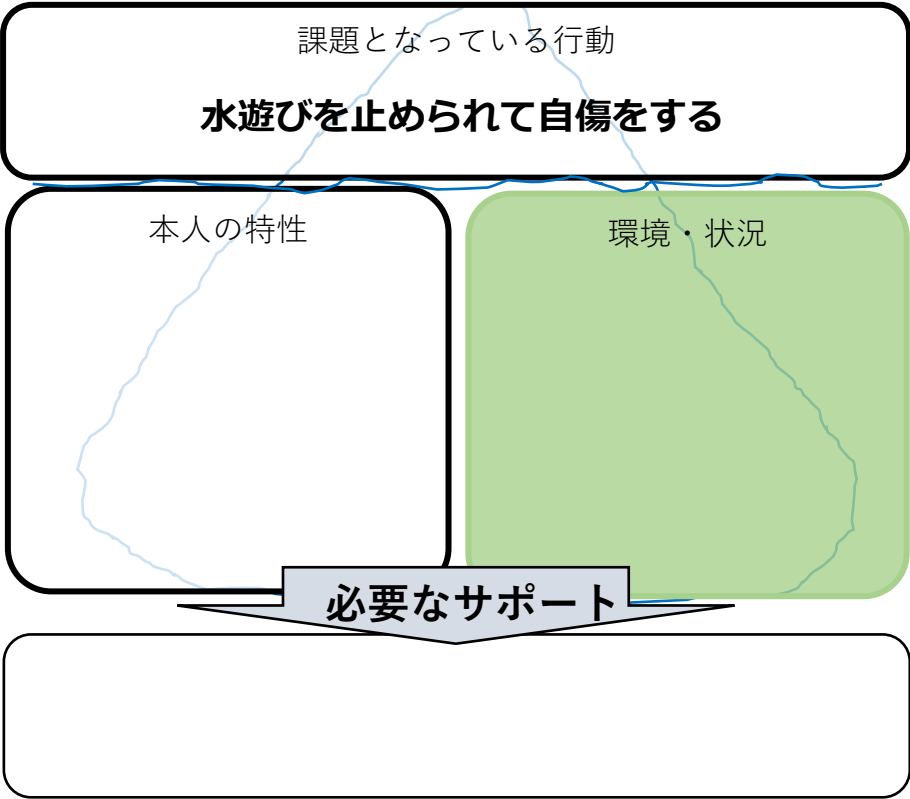 課題となっている行動
水遊びを止められて自傷をする
本人の特性
環境・状況
必要なサポート